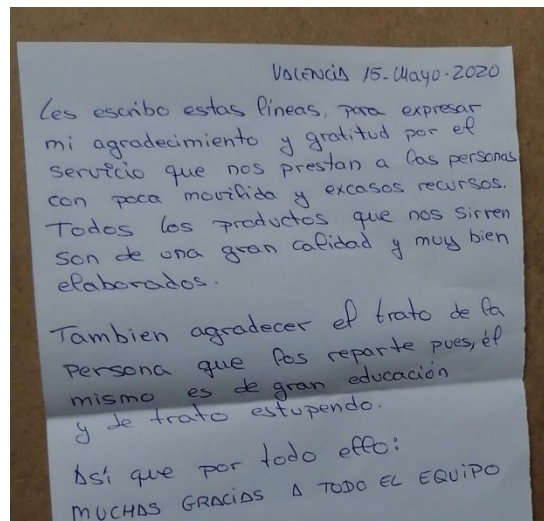 VALENCIA 15-Mayo-2020
Les escribo estas líneas, para expresar
mi agradecimiento y gratitud por el
servicio que nos prestan a las personas
con poca movilida y excasos recursos.
Todos los productos que nos sirven
son de una gran calidad y muy bien
elaborados.
Tambien agradecer el trato de la
persona que los reparte pues, él
mismo es de gran educación
y de trato estupendo.
Así que por todo ello:
MUCHAS GRACIAS A TODO EL EQUIPO